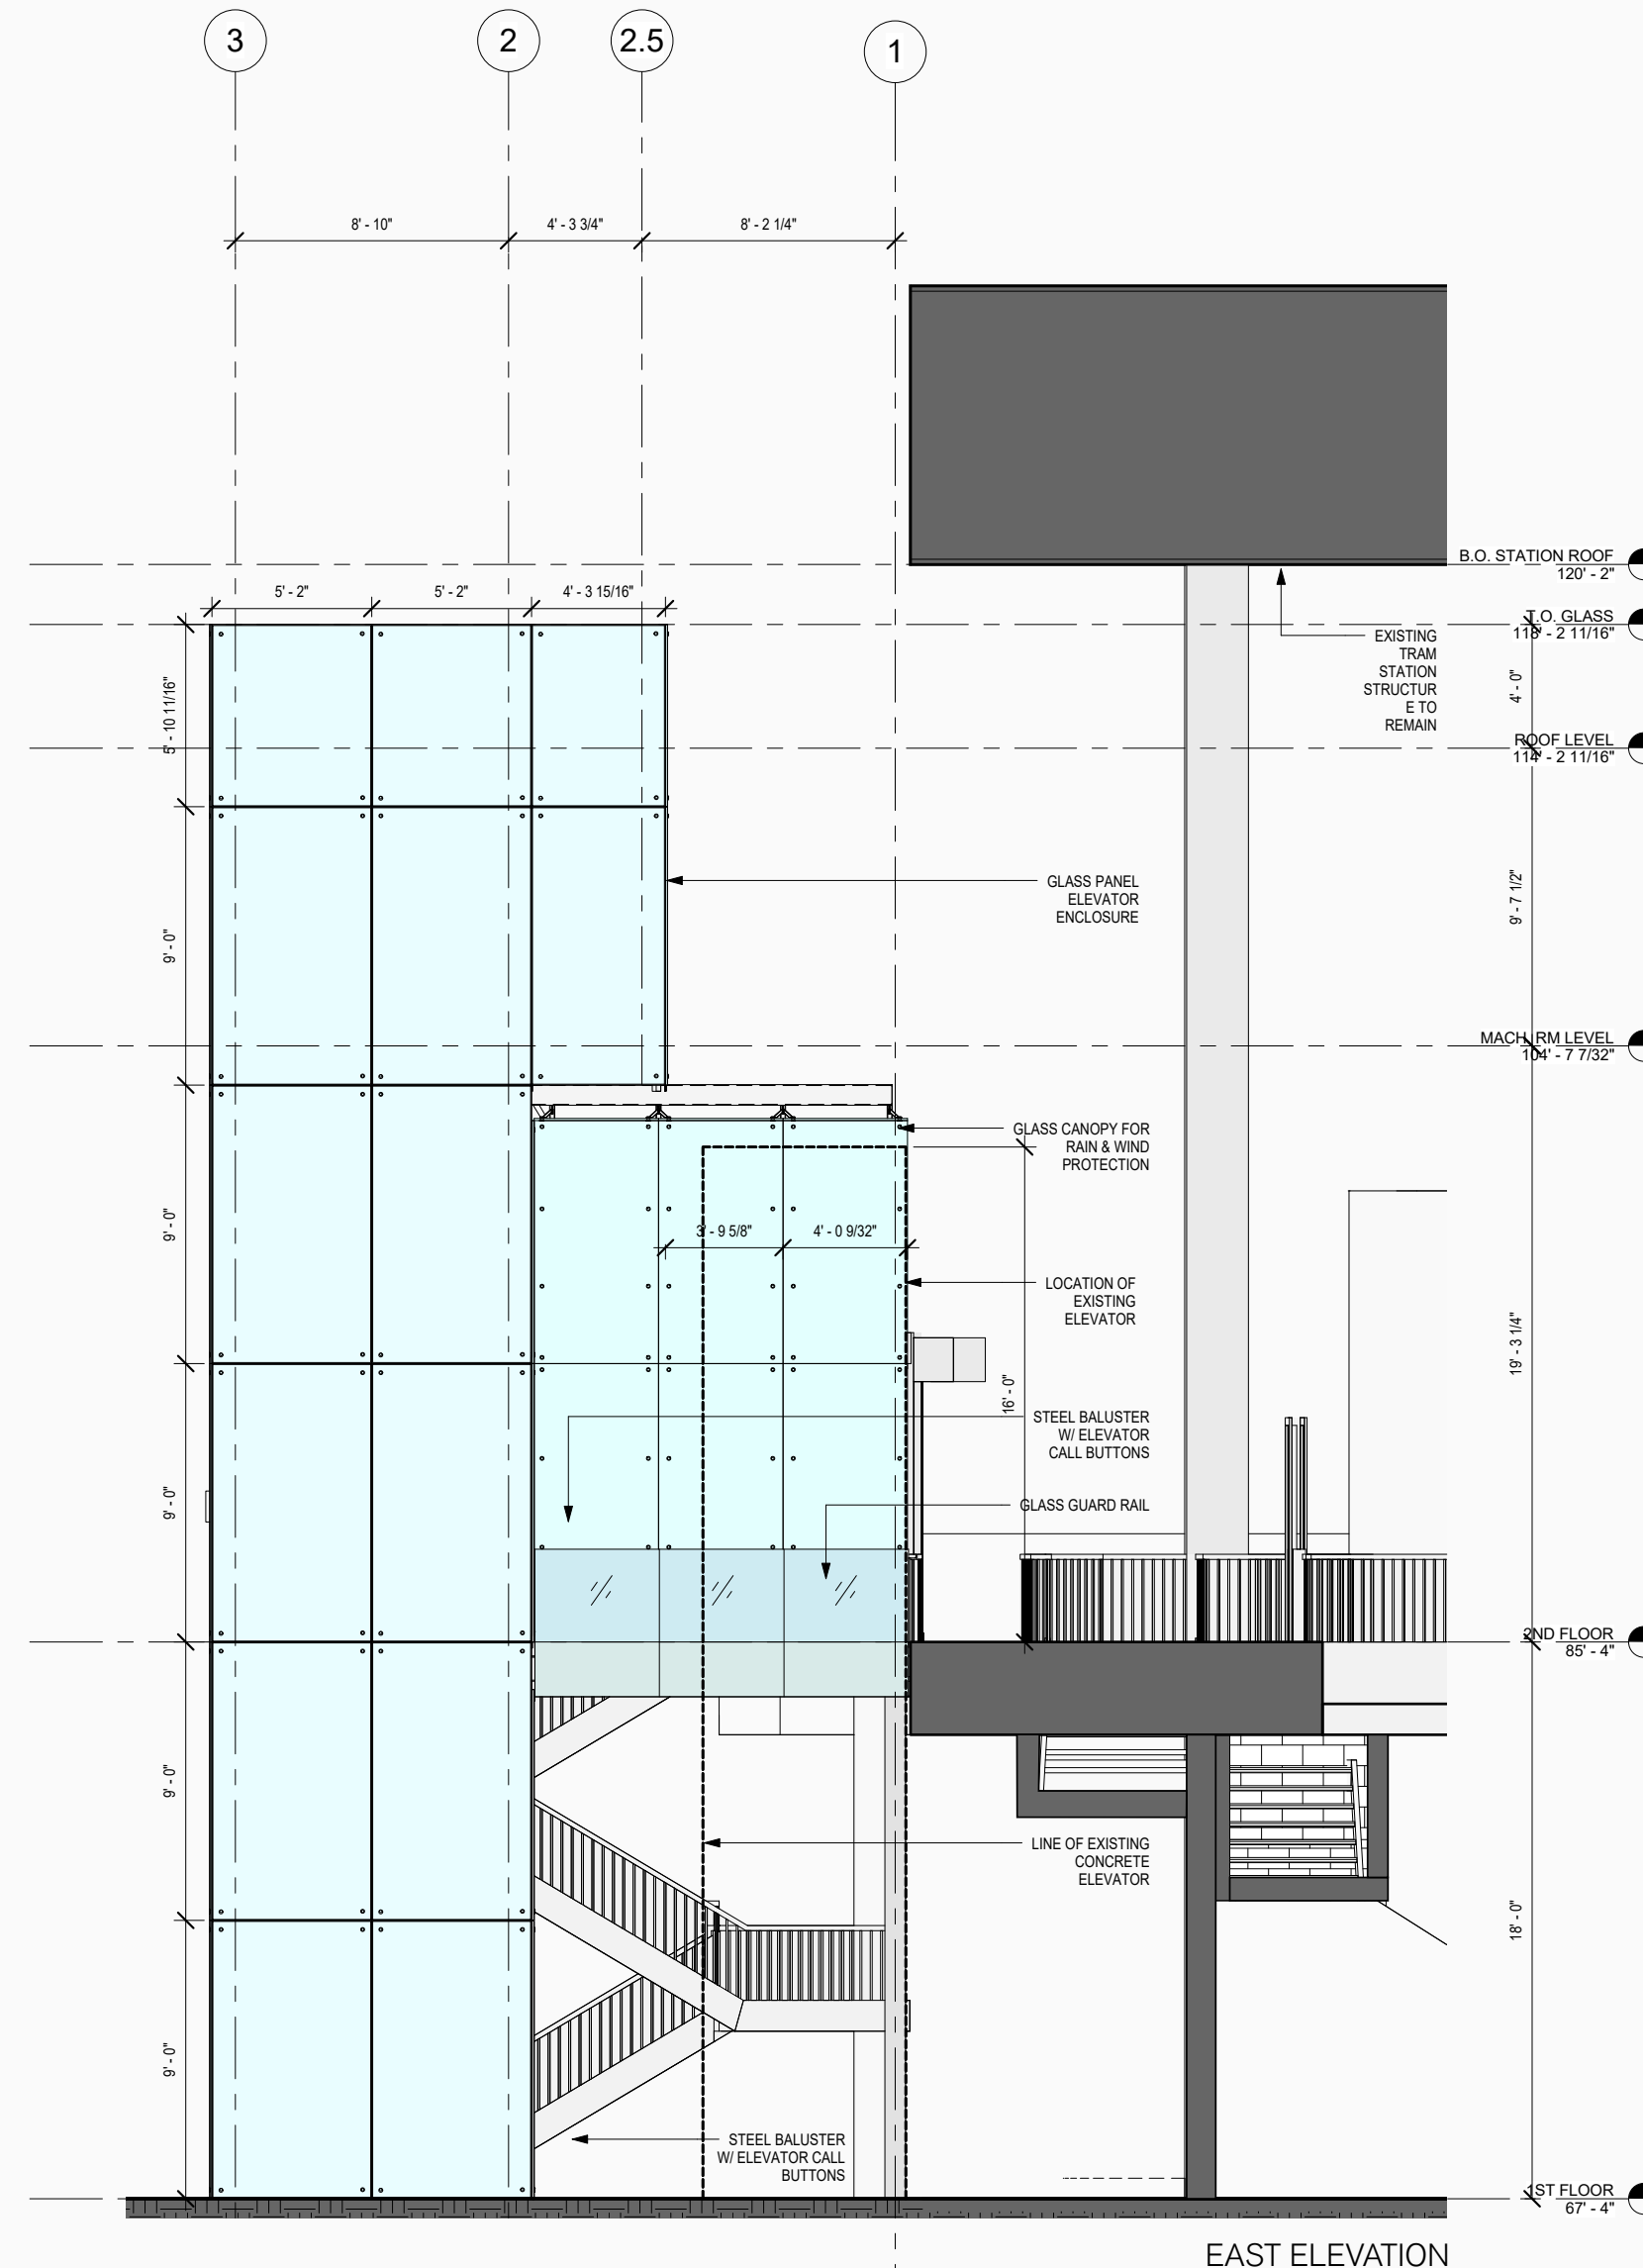 3
2
2.5
1
8' - 10"
4' - 3 3/4"
8' - 2 1/4"
B.O. STATION ROOF
120' - 2"
5' - 2"
5' - 2"
4' - 3 15/16"
T.O. GLASS
118' - 2 11/16"
EXISTING
TRAM
STATION
STRUCTUR
E TO
REMAIN
4' - 0"
5' - 10 11/16"
ROOF LEVEL
114' - 2 11/16"
GLASS PANEL
ELEVATOR
ENCLOSURE
9' - 7 1/2"
9' - 0"
MACH RM LEVEL
104' - 7 7/32"
GLASS CANOPY FOR
RAIN & WIND
PROTECTION
9' - 0"
3' - 9 5/8"
4' - 0 9/32"
LOCATION OF
EXISTING
ELEVATOR
19' - 3 1/4"
16' - 0"
STEEL BALUSTER
W/ ELEVATOR
CALL BUTTONS
9' - 0"
GLASS GUARD RAIL
2ND FLOOR
85' - 4"
9' - 0"
LINE OF EXISTING
CONCRETE
ELEVATOR
18' - 0"
9' - 0"
STEEL BALUSTER
W/ ELEVATOR CALL
BUTTONS
1ST FLOOR
67' - 4"
EAST ELEVATION